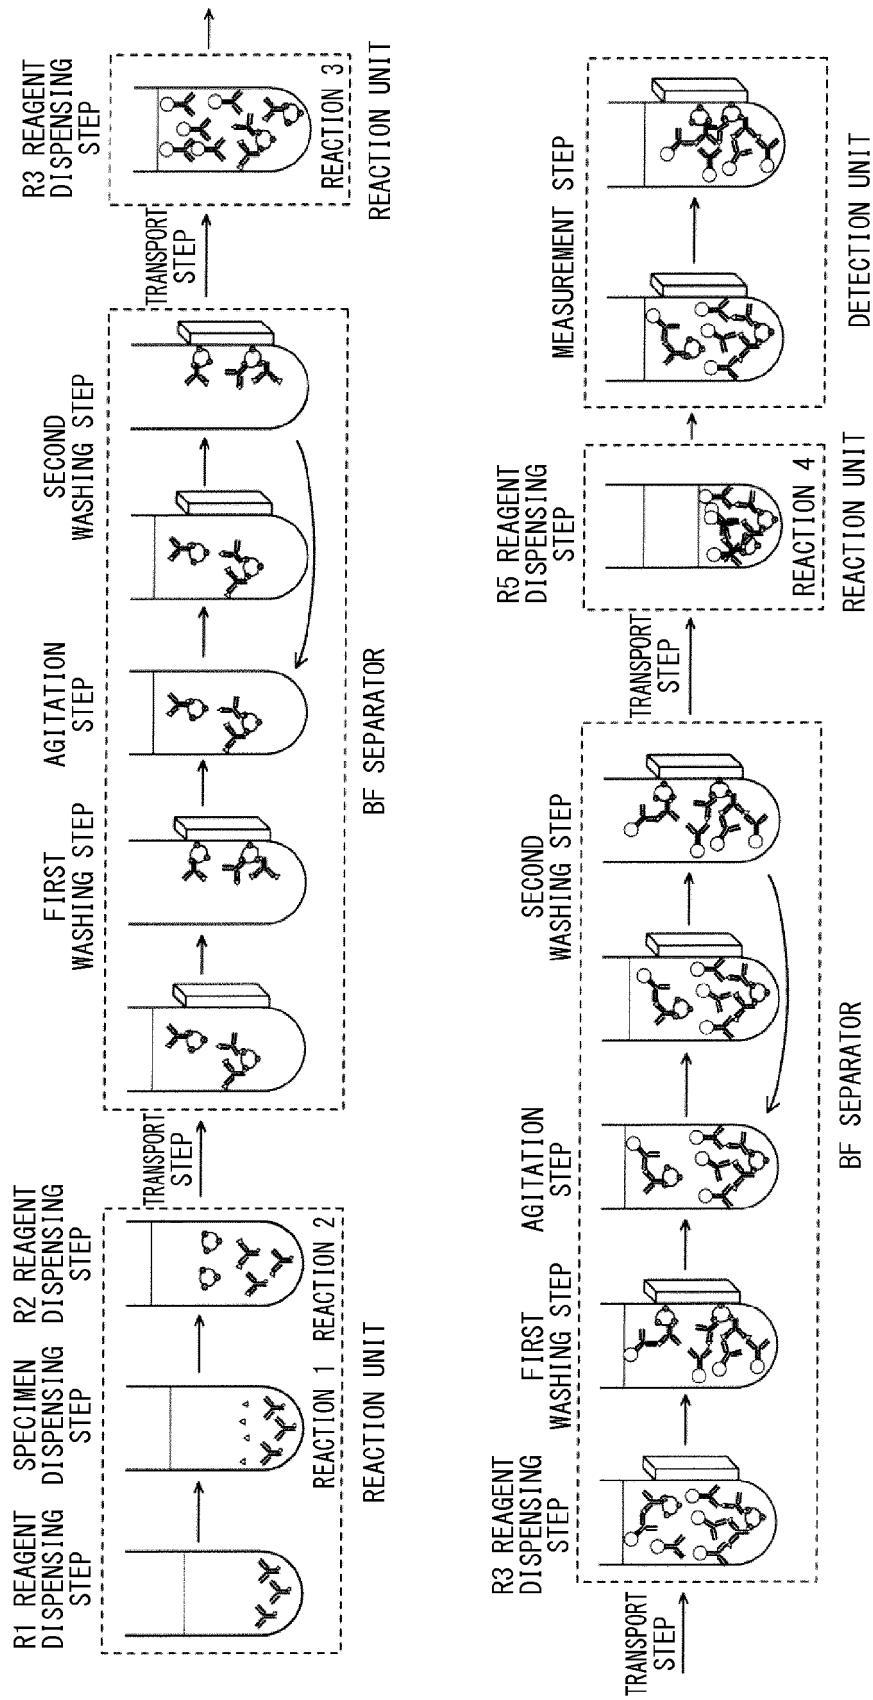 R1 REAGENT
DISPENSING
STEP
SPECIMEN
DISPENSING
STEP
R2 REAGENT
DISPENSING
STEP
REACTION 1
REACTION 2
REACTION UNIT
TRANSPORT
STEP
FIRST
WASHING STEP
AGITATION
STEP
SECOND
WASHING STEP
BF SEPARATOR
TRANSPORT
STEP
R3 REAGENT
DISPENSING
STEP
REACTION 3
REACTION UNIT
TRANSPORT
STEP
R3 REAGENT
DISPENSING
STEP
FIRST
WASHING STEP
AGITATION
STEP
SECOND
WASHING STEP
BF SEPARATOR
TRANSPORT
STEP
R5 REAGENT
DISPENSING
STEP
REACTION 4
REACTION UNIT
MEASUREMENT STEP
DETECTION UNIT